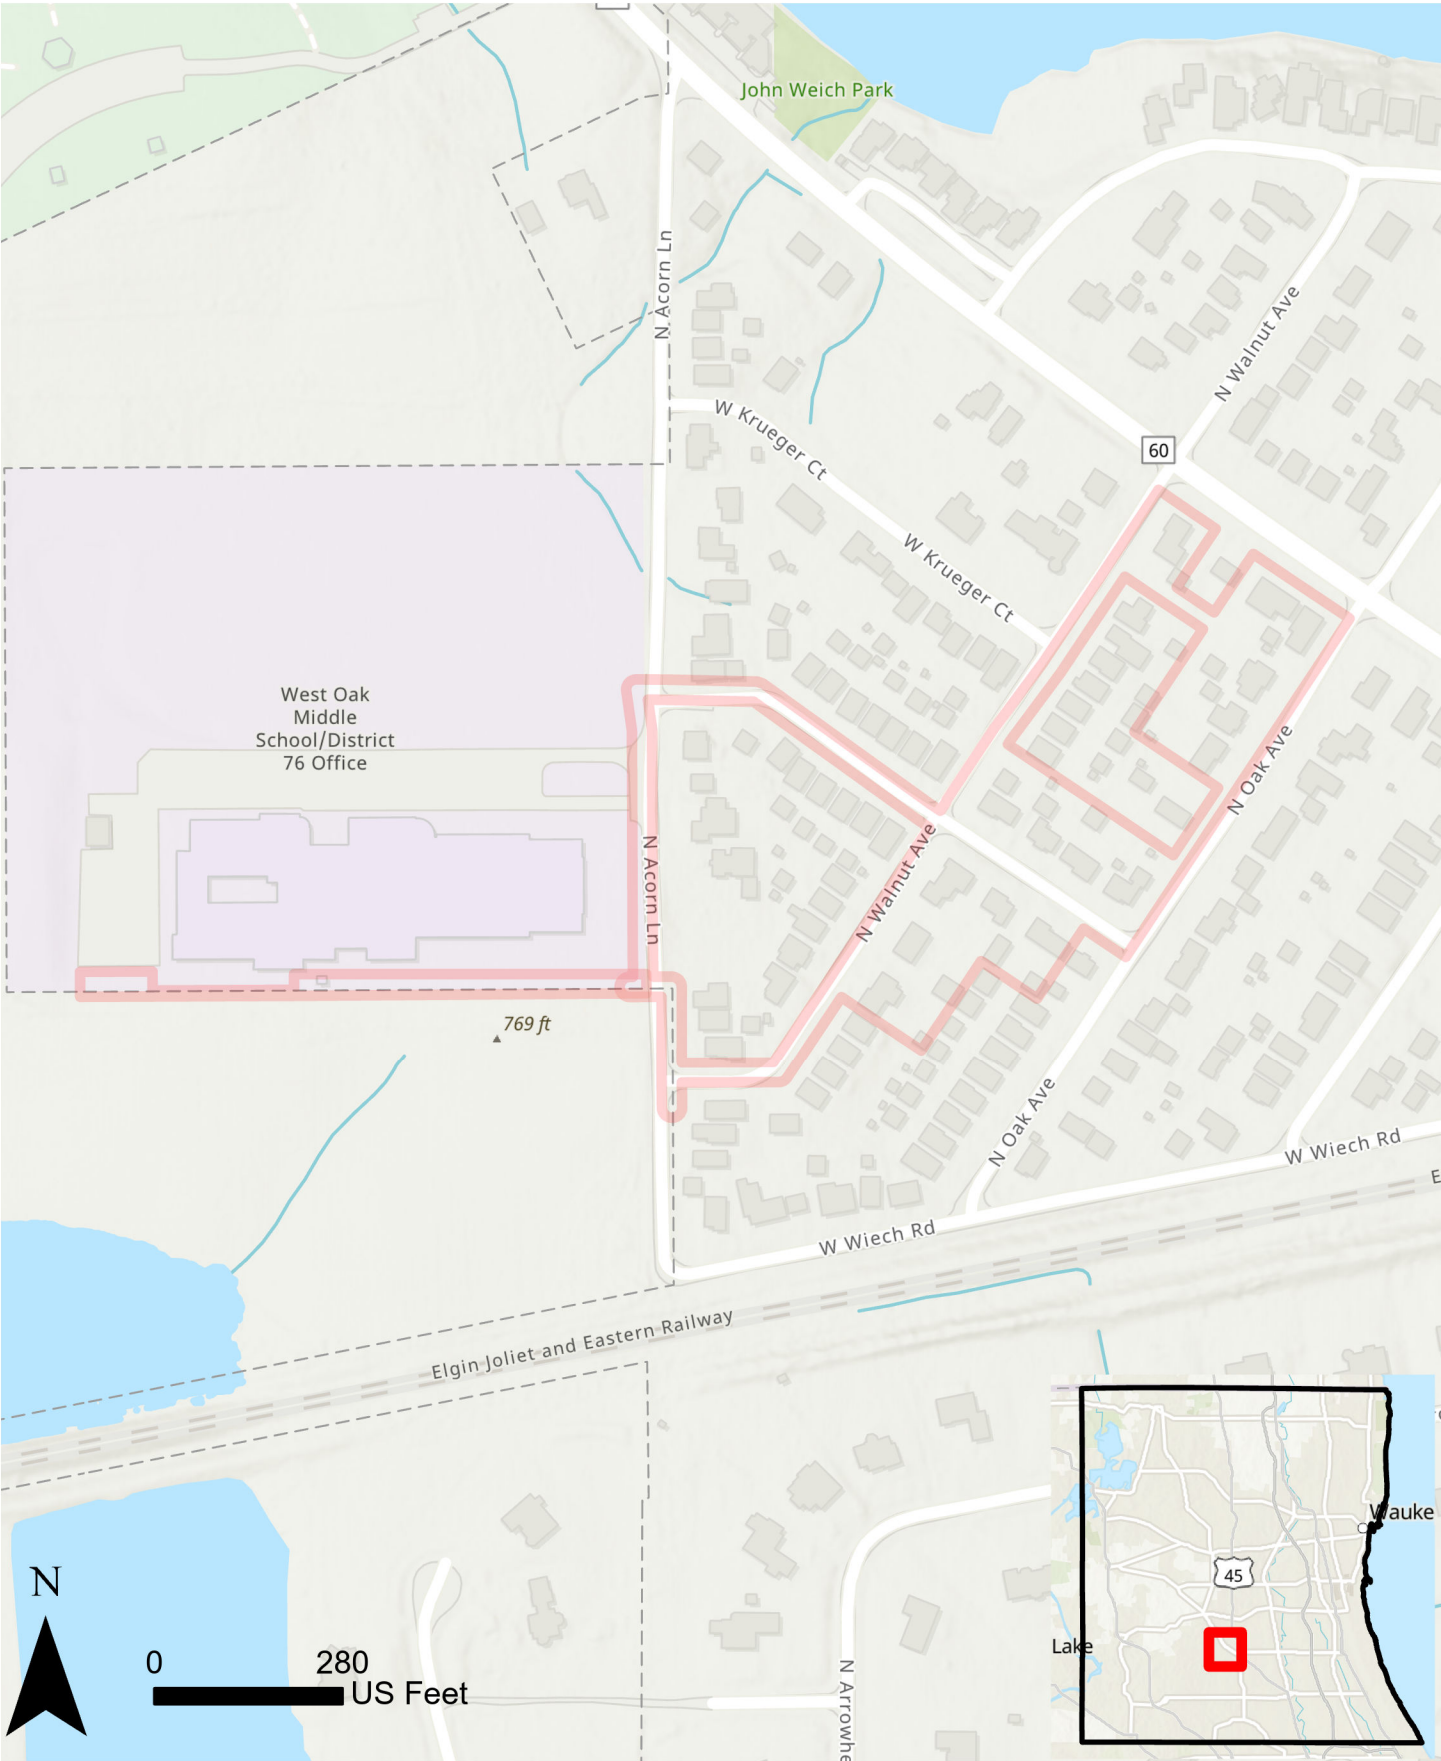 John Weich Park
N Acorn Ln
N Walnut Ave
W Krueger Ct
60
W Krueger Ct
West Oak
Middle
School/District
76 Office
N Oak Ave
N Acorn Ln
N Walnut Ave
769 ft
N Oak Ave
W Wiech Rd
E
W Wiech Rd
Elgin Joliet and Eastern Railway
Wauke
45
N
Lake
0 280
US Feet
N Arrowhe